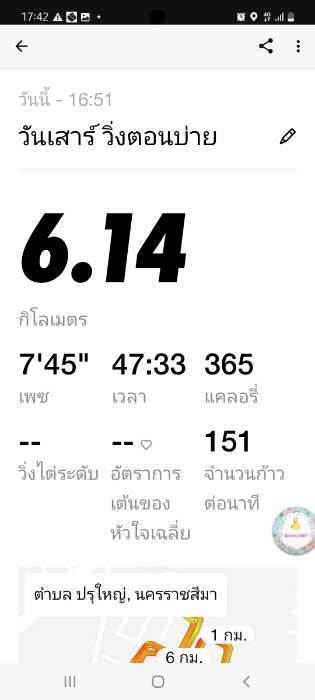 17:42
วันนี้ - 16:51
วันเสาร์ วิ่งตอนบ่าย
6.14
กิโลเมตร
7'45" 47:33 365
เพซ เวลา แคลอรี่
-- -- 151
วิ่งไต่ระดับ อัตราการ จำนวนก้าว
เต้นของ ต่อนาที
หัวใจเฉลี่ย
ตำบล ปรุใหญ่, นครราชสีมา
1 กม.
6 กม.